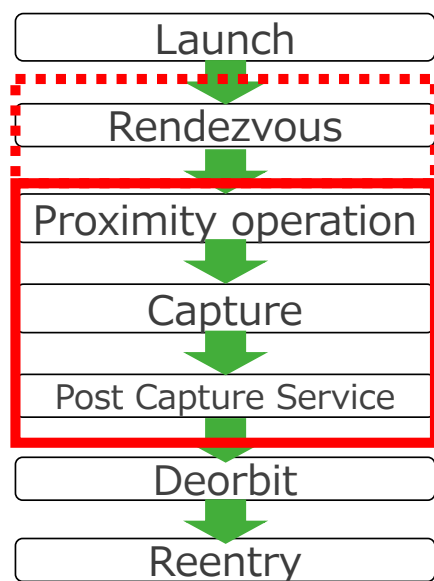 Launch
Rendezvous
Proximity operation
Capture
Post Capture Service
Deorbit
Reentry